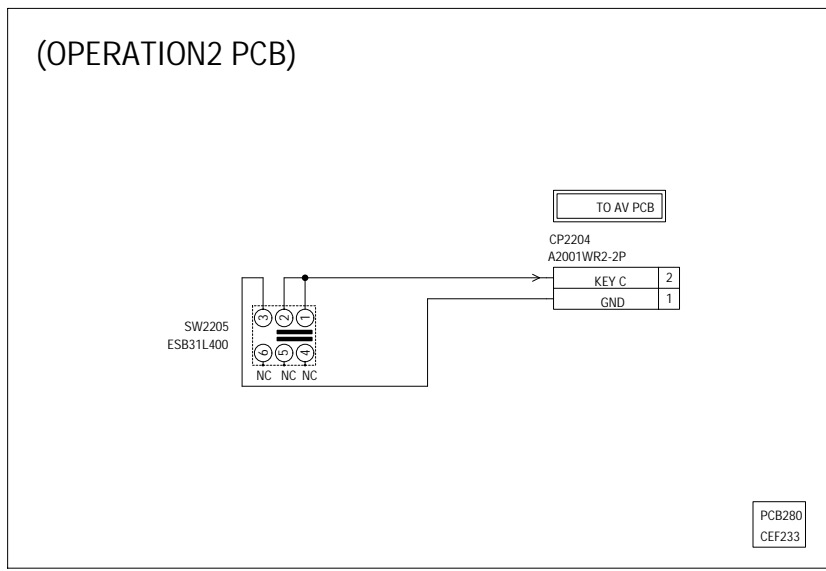 (OPERATION2 PCB)
TO AV PCB
CP2204
A2001WR2-2P
KEY C 2
GND 1
SW2205
ESB31L400
3 2 1
6 5 4
NC NC NC
PCB280
CEF233